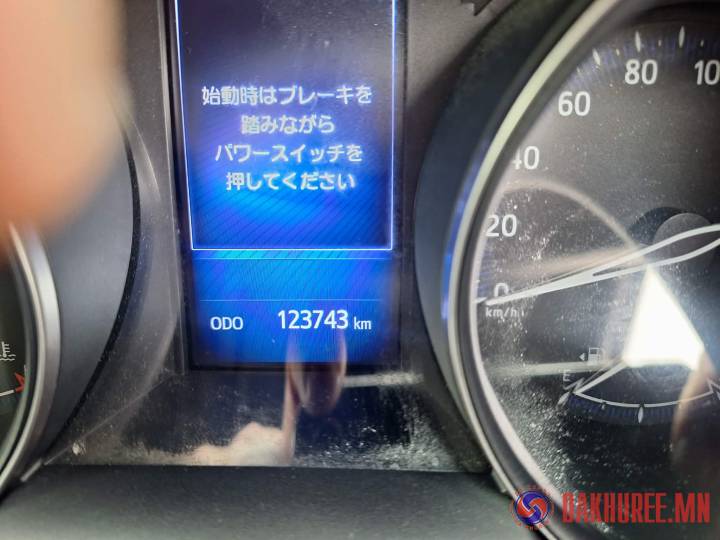 始動時はブレーキを
踏みながら
パワースイッチを
押してください
ODO 123743 km
100
80
60
40
20
0
km/h
E
DAKHUREE.MN